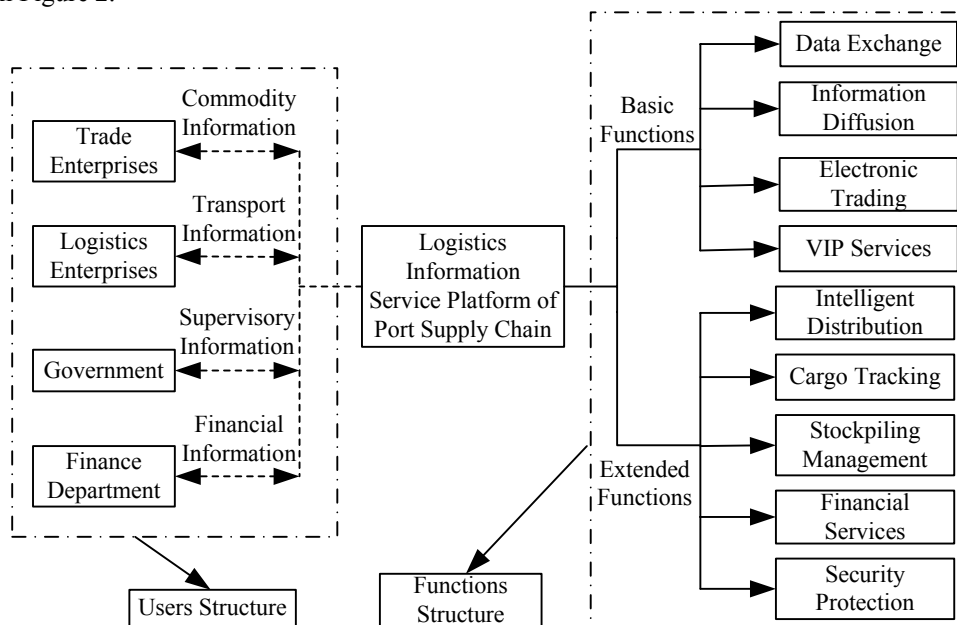 n Figure 2.
Commodity
Information
Trade
Enterprises
Transport
Information
Logistics
Enterprises
Supervisory
Information
Government
Financial
Information
Finance
Department
Users Structure
Logistics
Information
Service Platform of
Port Supply Chain
Functions
Structure
Basic
Functions
Extended
Functions
Data Exchange
Information
Diffusion
Electronic
Trading
VIP Services
Intelligent
Distribution
Cargo Tracking
Stockpiling
Management
Financial
Services
Security
Protection